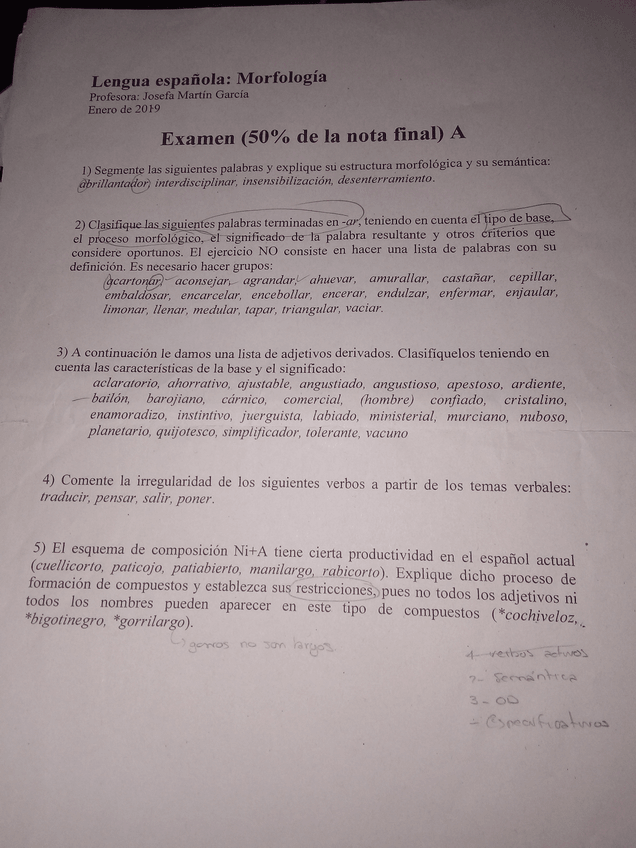 Lengua española: Morfología
Profesora: Josefa Martín García
Enero de 2019
Examen (50% de la nota final) A
1) Segmente las siguientes palabras y explique su estructura morfológica y su semántica:
abrillantador, interdisciplinar, insensibilización, desenterramiento.
2) Clasifique las siguientes palabras terminadas en -ar, teniendo en cuenta el tipo de base,
el proceso morfológico, el significado de la palabra resultante y otros criterios que
considere oportunos. El ejercicio NO consiste en hacer una lista de palabras con su
definición. Es necesario hacer grupos:
acartonar, aconsejar, agrandar, ahuevar, amurallar, castañar, cepillar,
embaldosar, encarcelar, encebollar, encerar, endulzar, enfermar, enjaular,
limonar, llenar, medular, tapar, triangular, vaciar.
3) A continuación le damos una lista de adjetivos derivados. Clasifíquelos teniendo en
cuenta las características de la base y el significado:
aclaratorio, ahorrativo, ajustable, angustiado, angustioso, apestoso, ardiente,
bailón, barojiano, cárnico, comercial, (hombre) confiado, cristalino,
enamoradizo, instintivo, juerguista, labiado, ministerial, murciano, nuboso,
planetario, quijotesco, simplificador, tolerante, vacuno
4) Comente la irregularidad de los siguientes verbos a partir de los temas verbales:
traducir, pensar, salir, poner.
5) El esquema de composición Ni+A tiene cierta productividad en el español actual
(cuellicorto, paticojo, patiabierto, manilargo, rabicorto). Explique dicho proceso de
formación de compuestos y establezca sus restricciones, pues no todos los adjetivos ni
todos los nombres pueden aparecer en este tipo de compuestos (*cochiveloz,
*bigotinegro, *gorrilargo).
gorros no son largos
1- verbos activos
2- Semántica
3 - OD
- Especificativos